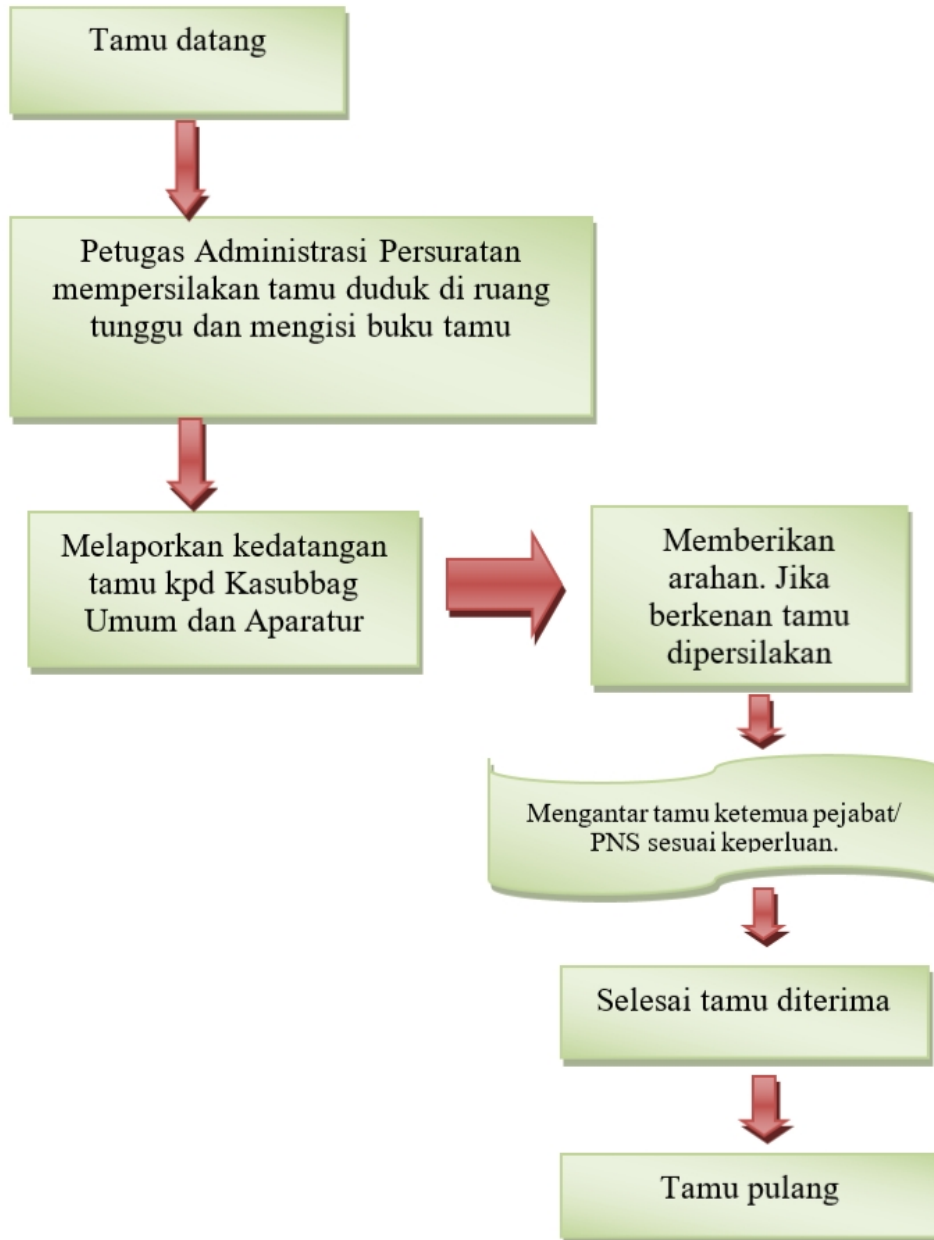 Tamu datang
Petugas Administrasi Persuratan
mempersilakan tamu duduk di ruang
tunggu dan mengisi buku tamu
Melaporkan kedatangan
tamu kpd Kasubbag
Umum dan Aparatur
Memberikan
arahan. Jika
berkenan tamu
dipersilakan
Mengantar tamu ketemua pejabat/
PNS sesuai keperluan.
Selesai tamu diterima
Tamu pulang